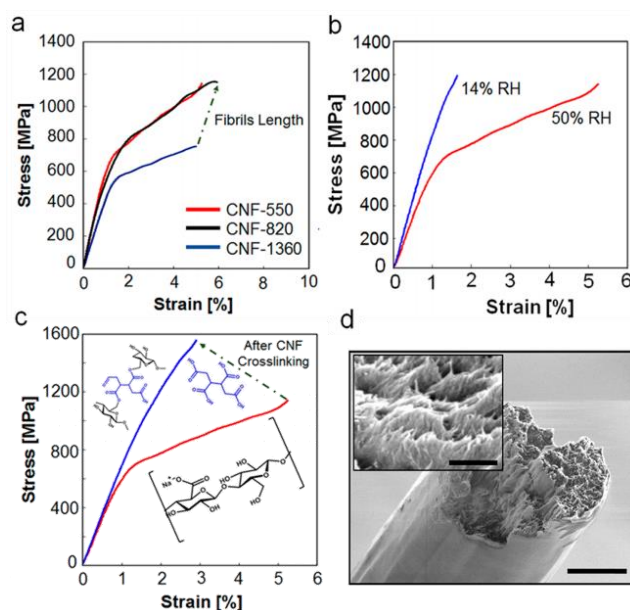 a
1400
1200
1000
800
600
400
200
0
Stress [MPa]
Fibrils Length
CNF-550
CNF-820
CNF-1360
0 2 4 6 8 10
Strain [%]
b
1400
1200
1000
800
600
400
200
0
Stress [MPa]
14% RH
50% RH
0 1 2 3 4 5 6
Strain [%]
c
1600
1200
800
400
0
Stress [MPa]
After CNF
Crosslinking
0 1 2 3 4 5 6
Strain [%]
d